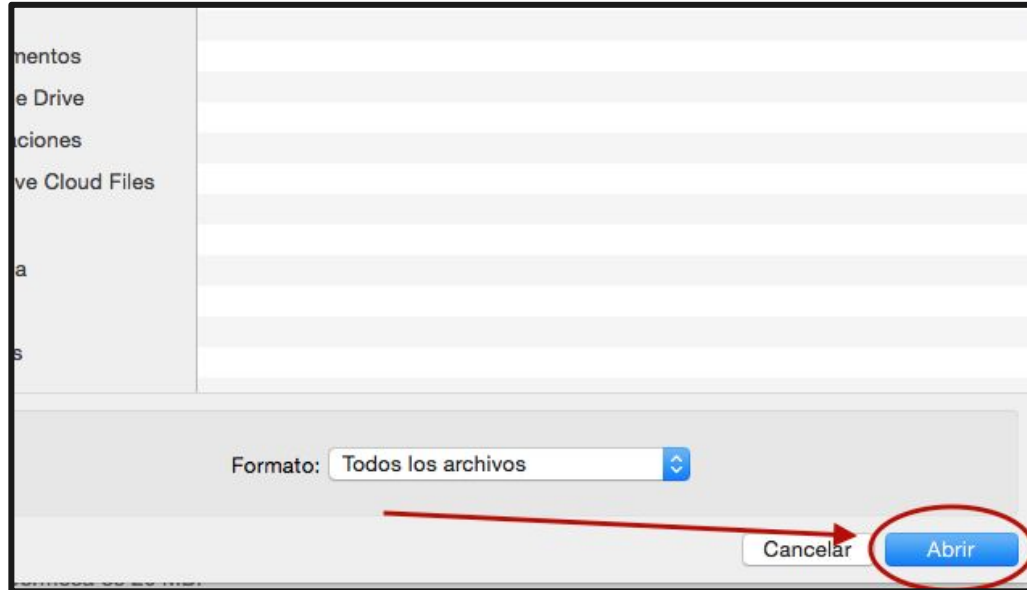 mentos
e Drive
aciones
ve Cloud Files
a
s
Formato: Todos los archivos
Cancelar Abrir